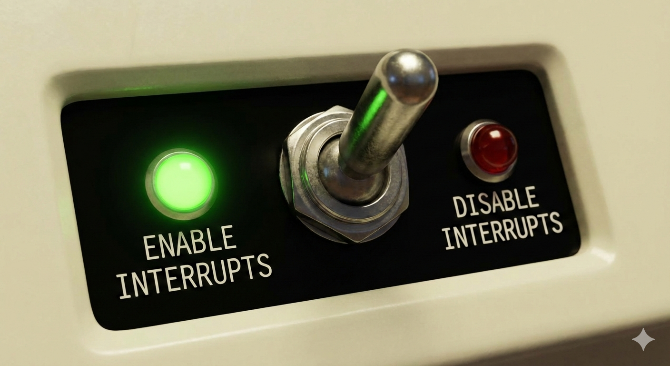 ENABLE
INTERRUPTS
DISABLE
INTERRUPTS